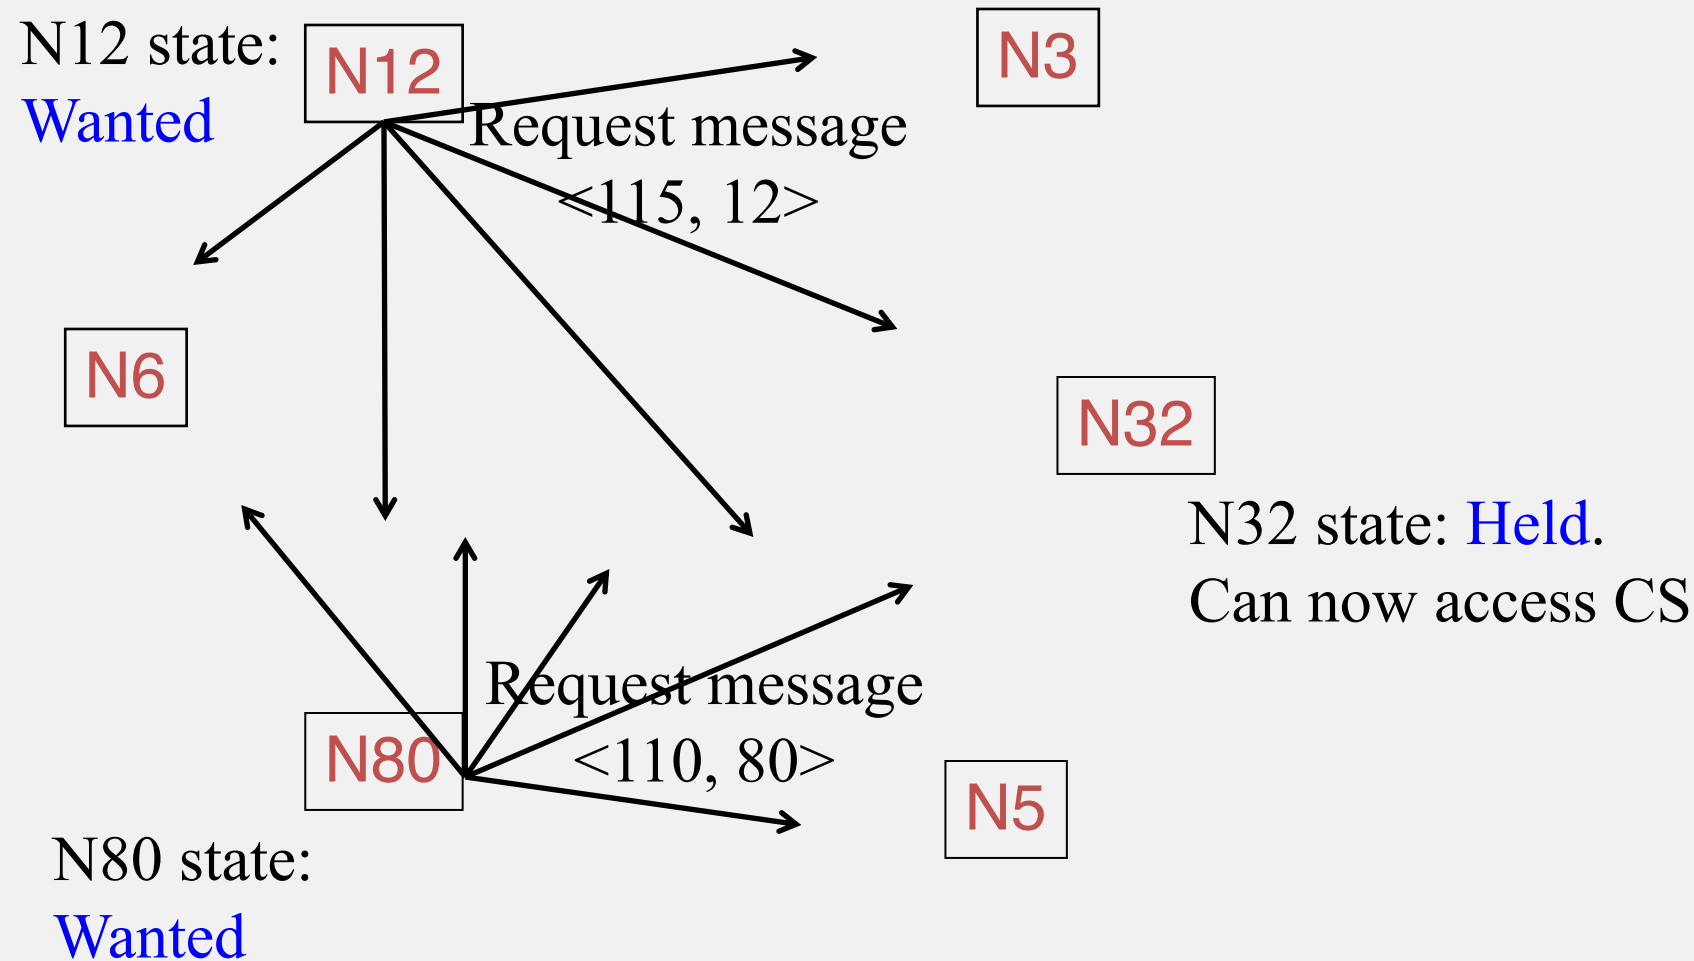 N12 state:
Wanted
N12
N3
Request message
<115, 12>
N6
N32
N32 state: Held.
Can now access CS
Request message
<110, 80>
N80
N5
N80 state:
Wanted